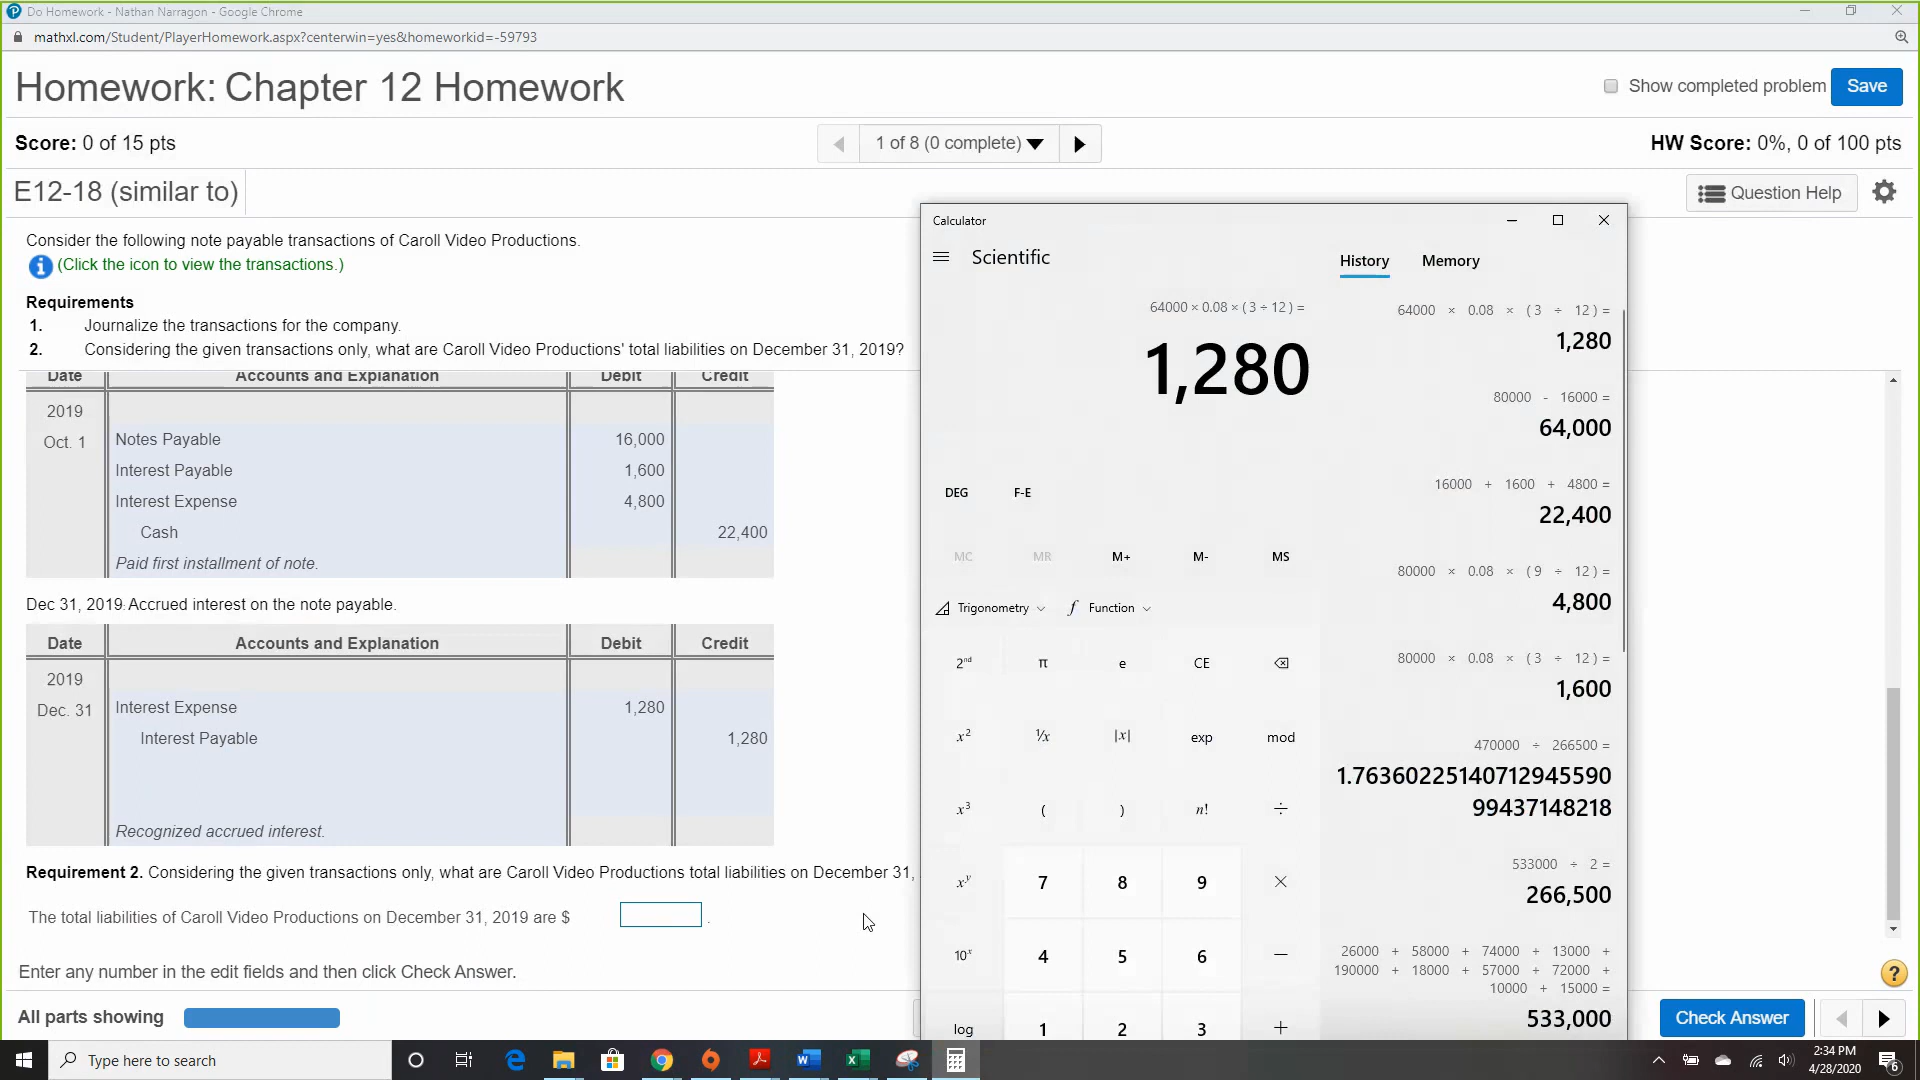 Do Homework - Nathan Narragon - Google Chrome
mathxl.com/Student/PlayerHomework.aspx?centerwin=yes&homeworkid=-59793
Homework: Chapter 12 Homework
Show completed problem
Save
Score: 0 of 15 pts
1 of 8 (0 complete)
HW Score: 0%, 0 of 100 pts
E12-18 (similar to)
Question Help
Consider the following note payable transactions of Caroll Video Productions.
(Click the icon to view the transactions.)
Requirements
1. Journalize the transactions for the company.
2. Considering the given transactions only, what are Caroll Video Productions' total liabilities on December 31, 2019?
Date Accounts and Explanation Debit Credit
2019
Oct. 1 Notes Payable 16,000
Interest Payable 1,600
Interest Expense 4,800
Cash 22,400
Paid first installment of note.
Dec 31, 2019: Accrued interest on the note payable.
Date Accounts and Explanation Debit Credit
2019
Dec. 31 Interest Expense 1,280
Interest Payable 1,280
Recognized accrued interest.
Requirement 2. Considering the given transactions only, what are Caroll Video Productions total liabilities on December 31,
The total liabilities of Caroll Video Productions on December 31, 2019 are $ .
Enter any number in the edit fields and then click Check Answer.
All parts showing
Check Answer
?
Calculator
Scientific
History Memory
64000 × 0.08 × ( 3 ÷ 12 ) =
1,280
DEG F-E
MC MR M+ M- MS
Trigonometry f Function
2nd π e CE
x2 1/x |x| exp mod
x3 ( ) n! ÷
xy 7 8 9 ×
10x 4 5 6 −
log 1 2 3 +
64000 × 0.08 × ( 3 ÷ 12 ) =
1,280
80000 - 16000 =
64,000
16000 + 1600 + 4800 =
22,400
80000 × 0.08 × ( 9 ÷ 12 ) =
4,800
80000 × 0.08 × ( 3 ÷ 12 ) =
1,600
470000 ÷ 266500 =
1.76360225140712945590
99437148218
533000 ÷ 2 =
266,500
26000 + 58000 + 74000 + 13000 +
190000 + 18000 + 57000 + 72000 +
10000 + 15000 =
533,000
Type here to search
2:34 PM
4/28/2020
6